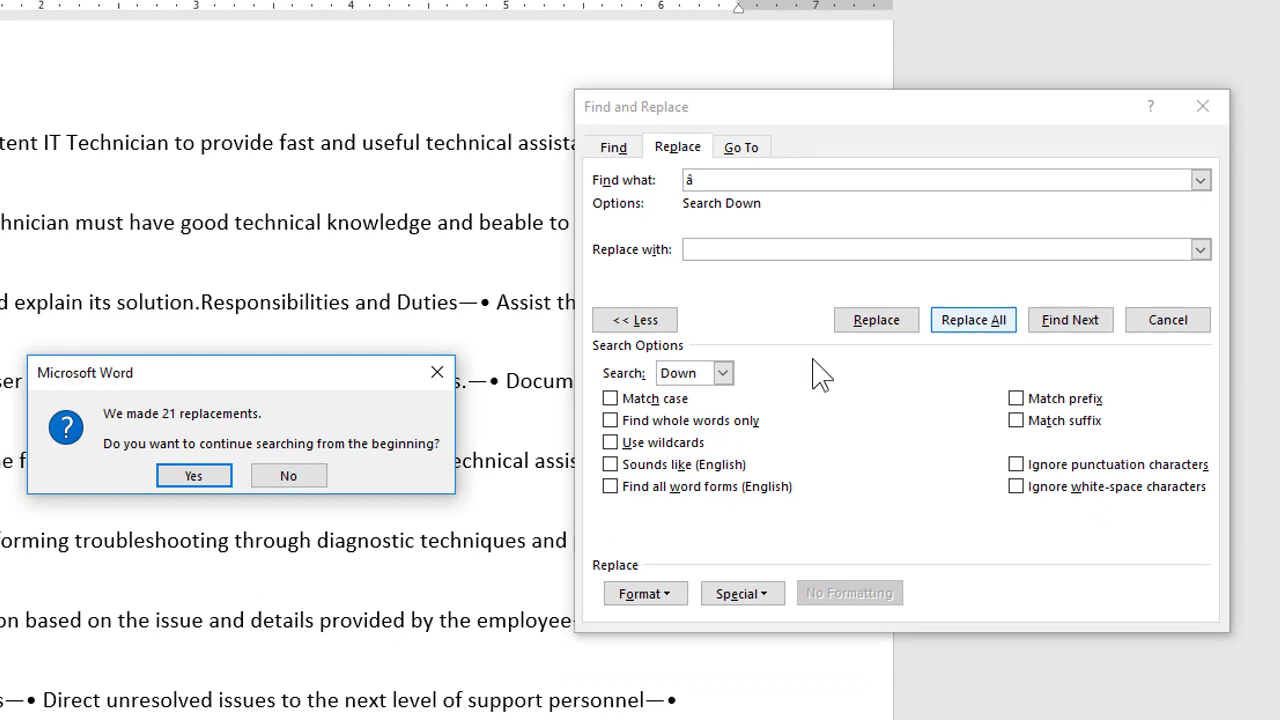 2 3 4 5 6 7
tent IT Technician to provide fast and useful technical assista
chnician must have good technical knowledge and beable to
d explain its solution.Responsibilities and Duties—• Assist th
ser s.—• Docum
ne f echnical assis
orming troubleshooting through diagnostic techniques and
on based on the issue and details provided by the employee
s—• Direct unresolved issues to the next level of support personnel—•
Microsoft Word
We made 21 replacements.
Do you want to continue searching from the beginning?
Yes No
Find and Replace ?
Find Replace Go To
Find what: â
Options: Search Down
Replace with:
<< Less Replace Replace All Find Next Cancel
Search Options
Search: Down
Match case Match prefix
Find whole words only Match suffix
Use wildcards
Sounds like (English) Ignore punctuation characters
Find all word forms (English) Ignore white-space characters
Replace
Format Special No Formatting